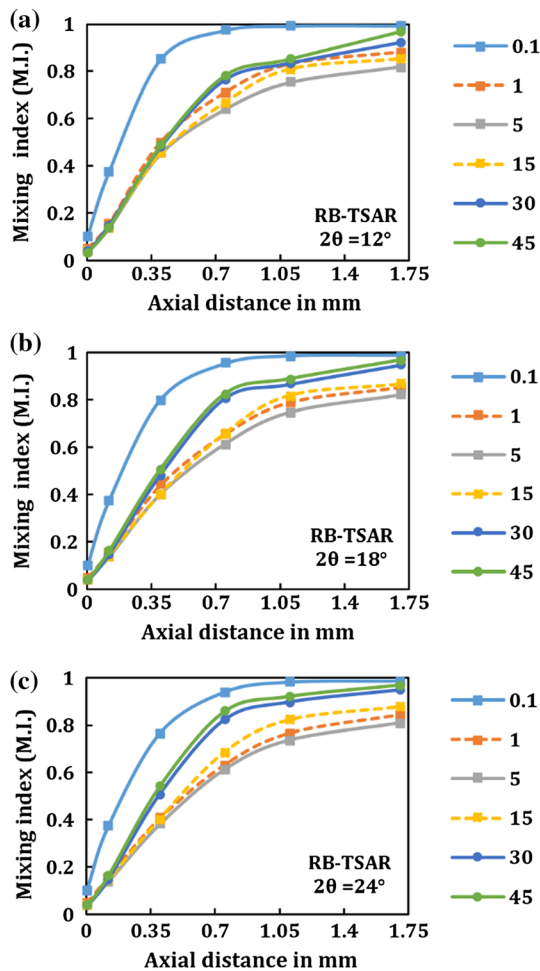 (a)
1
0.8
0.6
0.4
0.2
0
Mixing index (M.I.)
0 0.35 0.7 1.05 1.4 1.75
Axial distance in mm
RB-TSAR
2θ =12°
0.1
1
5
15
30
45
(b)
1
0.8
0.6
0.4
0.2
0
Mixing index (M.I.)
0 0.35 0.7 1.05 1.4 1.75
Axial distance in mm
RB-TSAR
2θ =18°
0.1
1
5
15
30
45
(c)
1
0.8
0.6
0.4
0.2
0
Mixing index (M.I.)
0 0.35 0.7 1.05 1.4 1.75
Axial distance in mm
RB-TSAR
2θ =24°
0.1
1
5
15
30
45